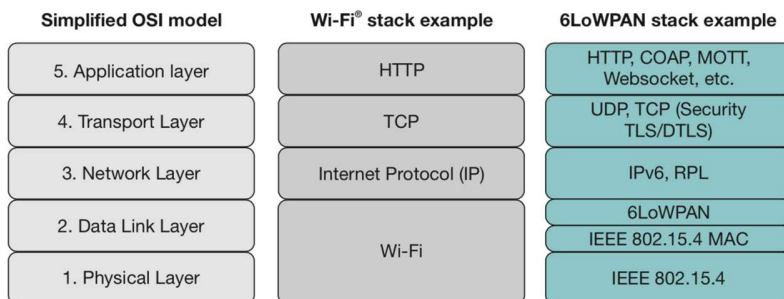 Simplified OSI model
Wi-Fi® stack example
6LoWPAN stack example
5. Application layer
HTTP
HTTP, COAP, MOTT,
Websocket, etc.
4. Transport Layer
TCP
UDP, TCP (Security
TLS/DTLS)
3. Network Layer
Internet Protocol (IP)
IPv6, RPL
2. Data Link Layer
Wi-Fi
6LoWPAN
IEEE 802.15.4 MAC
1. Physical Layer
IEEE 802.15.4